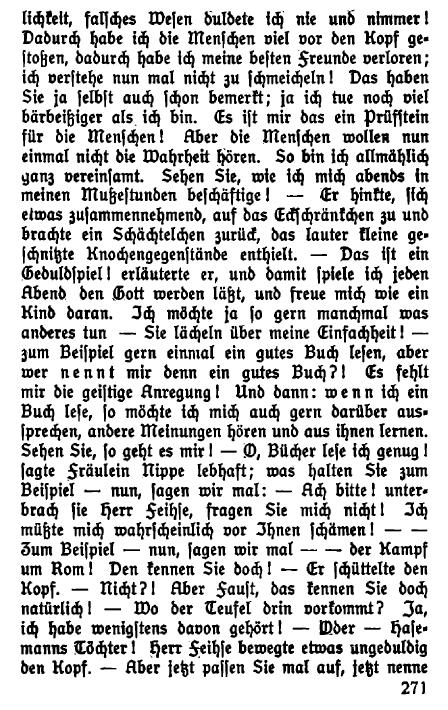 lichkeit, falsches Wesen duldete ich nie und nimmer!
Dadurch habe ich die Menschen viel vor den Kopf ge-
stoßen, dadurch habe ich meine besten Freunde verloren;
ich verstehe nun mal nicht zu schmeicheln! Das haben
Sie ja selbst auch schon bemerkt; ja ich tue noch viel
bärbeißiger als ich bin. Es ist mir das ein Prüfstein
für die Menschen! Aber die Menschen wollen nun
einmal nicht die Wahrheit hören. So bin ich allmählich
ganz vereinsamt. Sehen Sie, wie ich mich abends in
meinen Mußestunden beschäftige! — Er hinkte, sich
etwas zusammennehmend, auf das Eckschränkchen zu und
brachte ein Schächtelchen zurück, das lauter kleine ge-
schnitzte Knochengegenstände enthielt. — Das ist ein
Geduldspiel! erläuterte er, und damit spiele ich jeden
Abend den Gott werden läßt, und freue mich wie ein
Kind daran. Ich möchte ja so gern manchmal was
anderes tun — Sie lächeln über meine Einfachheit! —
zum Beispiel gern einmal ein gutes Buch lesen, aber
wer nennt mir denn ein gutes Buch?! Es fehlt
mir die geistige Anregung! Und dann: wenn ich ein
Buch lese, so möchte ich mich auch gern darüber aus-
sprechen, andere Meinungen hören und aus ihnen lernen.
Sehen Sie, so geht es mir! — O, Bücher lese ich genug!
sagte Fräulein Nippe lebhaft; was halten Sie zum
Beispiel — nun, sagen wir mal: — Ach bitte! unter-
brach sie Herr Feihse, fragen Sie mich nicht! Ich
müßte mich wahrscheinlich vor Ihnen schämen! — —
Zum Beispiel — nun, sagen wir mal — — der Kampf
um Rom! Den kennen Sie doch! — Er schüttelte den
Kopf. — Nicht?! Aber Faust, das kennen Sie doch
natürlich! — Wo der Teufel drin vorkommt? Ja,
ich habe wenigstens davon gehört! — Oder — Hase-
manns Töchter! Herr Feihse bewegte etwas ungeduldig
den Kopf. — Aber jetzt passen Sie mal auf, jetzt nenne
271